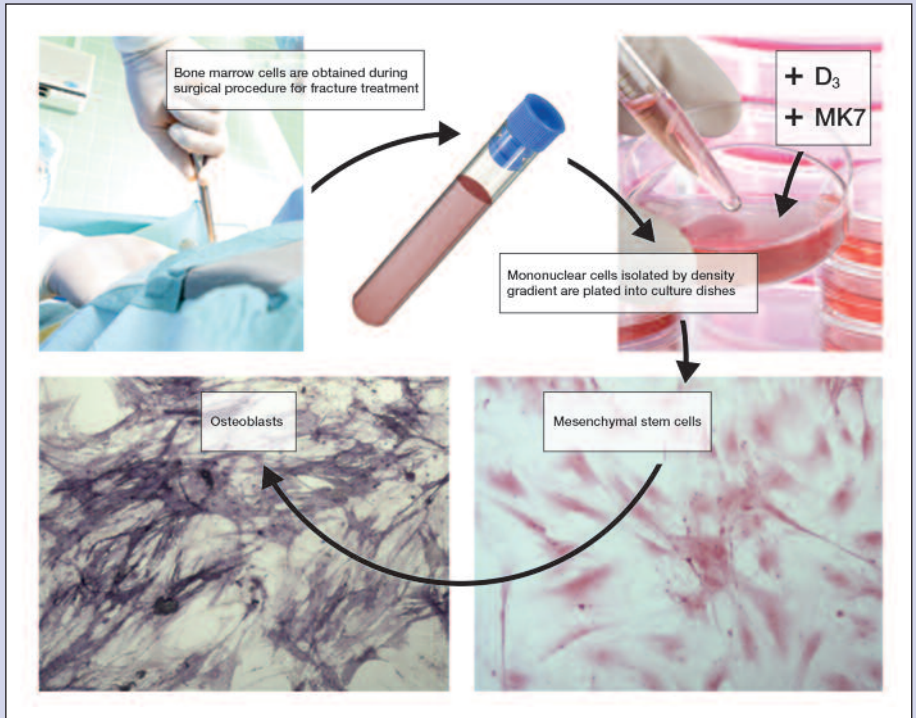 Bone marrow cells are obtained during
surgical procedure for fracture treatment
+ D₃
+ MK7
Mononuclear cells isolated by density
gradient are plated into culture dishes
Mesenchymal stem cells
Osteoblasts